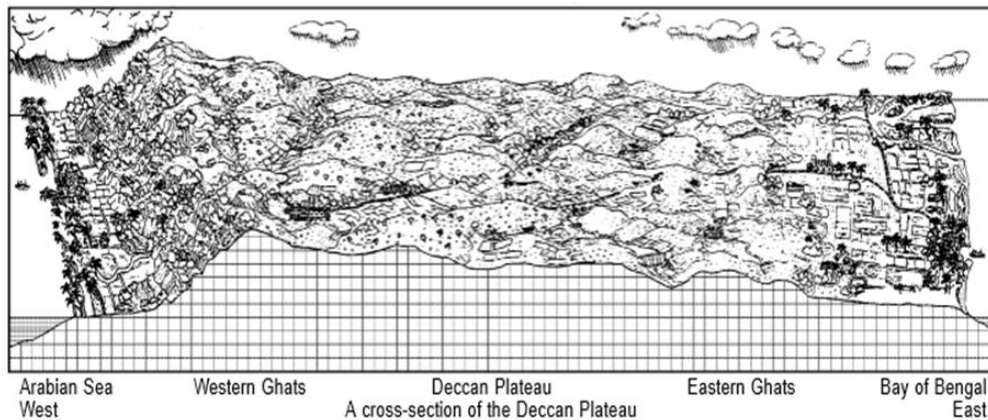 Arabian Sea Western Ghats Deccan Plateau Eastern Ghats Bay of Bengal
West A cross-section of the Deccan Plateau East